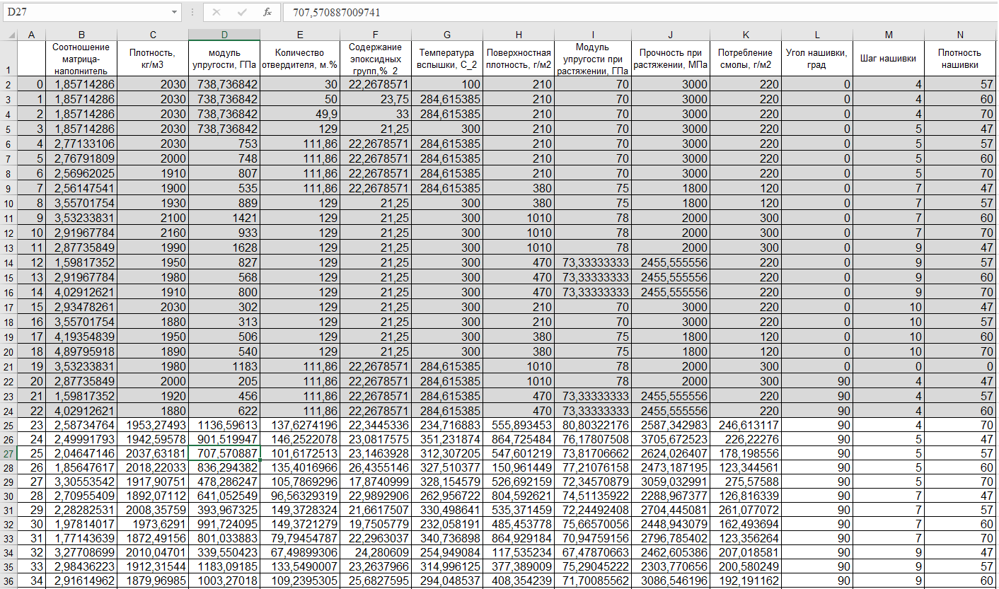 D27 fx 707,570887009741
A B C D E F G H I J K L M N
1 Соотношение матрица-наполнитель Плотность, кг/м3 модуль упругости, ГПа Количество отвердителя, м.% Содержание эпоксидных групп,%_2 Температура вспышки, С_2 Поверхностная плотность, г/м2 Модуль упругости при растяжении, ГПа Прочность при растяжении, МПа Потребление смолы, г/м2 Угол нашивки, град Шаг нашивки Плотность нашивки
2 0 1,85714286 2030 738,736842 30 22,2678571 100 210 70 3000 220 0 4 57
3 1 1,85714286 2030 738,736842 50 23,75 284,615385 210 70 3000 220 0 4 60
4 2 1,85714286 2030 738,736842 49,9 33 284,615385 210 70 3000 220 0 4 70
5 3 1,85714286 2030 738,736842 129 21,25 300 210 70 3000 220 0 5 47
6 4 2,77133106 2030 753 111,86 22,2678571 284,615385 210 70 3000 220 0 5 57
7 5 2,76791809 2000 748 111,86 22,2678571 284,615385 210 70 3000 220 0 5 60
8 6 2,56962025 1910 807 111,86 22,2678571 284,615385 210 70 3000 220 0 5 70
9 7 2,56147541 1900 535 111,86 22,2678571 284,615385 380 75 1800 120 0 7 47
10 8 3,55701754 1930 889 129 21,25 300 380 75 1800 120 0 7 57
11 9 3,53233831 2100 1421 129 21,25 300 1010 78 2000 300 0 7 60
12 10 2,91967784 2160 933 129 21,25 300 1010 78 2000 300 0 7 70
13 11 2,87735849 1990 1628 129 21,25 300 1010 78 2000 300 0 9 47
14 12 1,59817352 1950 827 129 21,25 300 470 73,33333333 2455,555556 220 0 9 57
15 13 2,91967784 1980 568 129 21,25 300 470 73,33333333 2455,555556 220 0 9 60
16 14 4,02912621 1910 800 129 21,25 300 470 73,33333333 2455,555556 220 0 9 70
17 15 2,93478261 2030 302 129 21,25 300 210 70 3000 220 0 10 47
18 16 3,55701754 1880 313 129 21,25 300 210 70 3000 220 0 10 57
19 17 4,19354839 1950 506 129 21,25 300 380 75 1800 120 0 10 60
20 18 4,89795918 1890 540 129 21,25 300 380 75 1800 120 0 10 70
21 19 3,53233831 1980 1183 111,86 22,2678571 284,615385 1010 78 2000 300 0 0 0
22 20 2,87735849 2000 205 111,86 22,2678571 284,615385 1010 78 2000 300 90 4 47
23 21 1,59817352 1920 456 111,86 22,2678571 284,615385 470 73,33333333 2455,555556 220 90 4 57
24 22 4,02912621 1880 622 111,86 22,2678571 284,615385 470 73,33333333 2455,555556 220 90 4 60
25 23 2,58734764 1953,27493 1136,59613 137,6274196 22,3445336 234,716883 555,893453 80,80322176 2587,342983 246,613117 90 4 70
26 24 2,49991793 1942,59578 901,519947 146,2522078 23,0817575 351,231874 864,725484 76,17807508 3705,672523 226,22276 90 5 47
27 25 2,04647146 2037,63181 707,570887 101,6172513 23,1463938 312,307205 547,601219 73,81706662 2624,026407 178,198556 90 5 57
28 26 1,85647617 2018,22033 836,294382 135,4016966 26,4355146 327,510377 150,961449 77,21076158 2473,187195 123,344561 90 5 60
29 27 3,30553542 1917,90751 478,286247 105,7869296 17,8740999 328,154579 526,692159 72,34570879 3059,032991 275,57588 90 5 70
30 28 2,70955409 1892,07112 641,052549 96,56329319 22,9892906 262,956722 804,592621 74,51135922 2288,967377 126,816339 90 7 47
31 29 2,28282531 2008,35759 393,967325 149,3728324 21,6617507 330,498641 535,371459 72,24492408 2704,445081 261,077072 90 7 57
32 30 1,97814017 1973,6291 991,724095 149,3721279 19,7505779 232,058191 485,453778 75,66570056 2448,943079 162,493694 90 7 60
33 31 1,77143639 1872,49156 801,033883 79,79454787 22,2963037 340,736898 864,929184 70,94759156 2796,785402 123,356264 90 7 70
34 32 3,27708699 2010,04701 339,550423 67,49899306 24,280609 254,949084 117,535234 67,47870663 2462,605386 207,018581 90 9 47
35 33 2,98436223 1912,31544 1183,09185 133,5490007 23,2637966 314,996125 377,389009 75,29045222 2303,770656 200,580249 90 9 57
36 34 2,91614962 1879,96985 1003,27018 109,2395305 25,6827595 294,048537 408,354239 71,70085562 3086,546196 192,191162 90 9 60